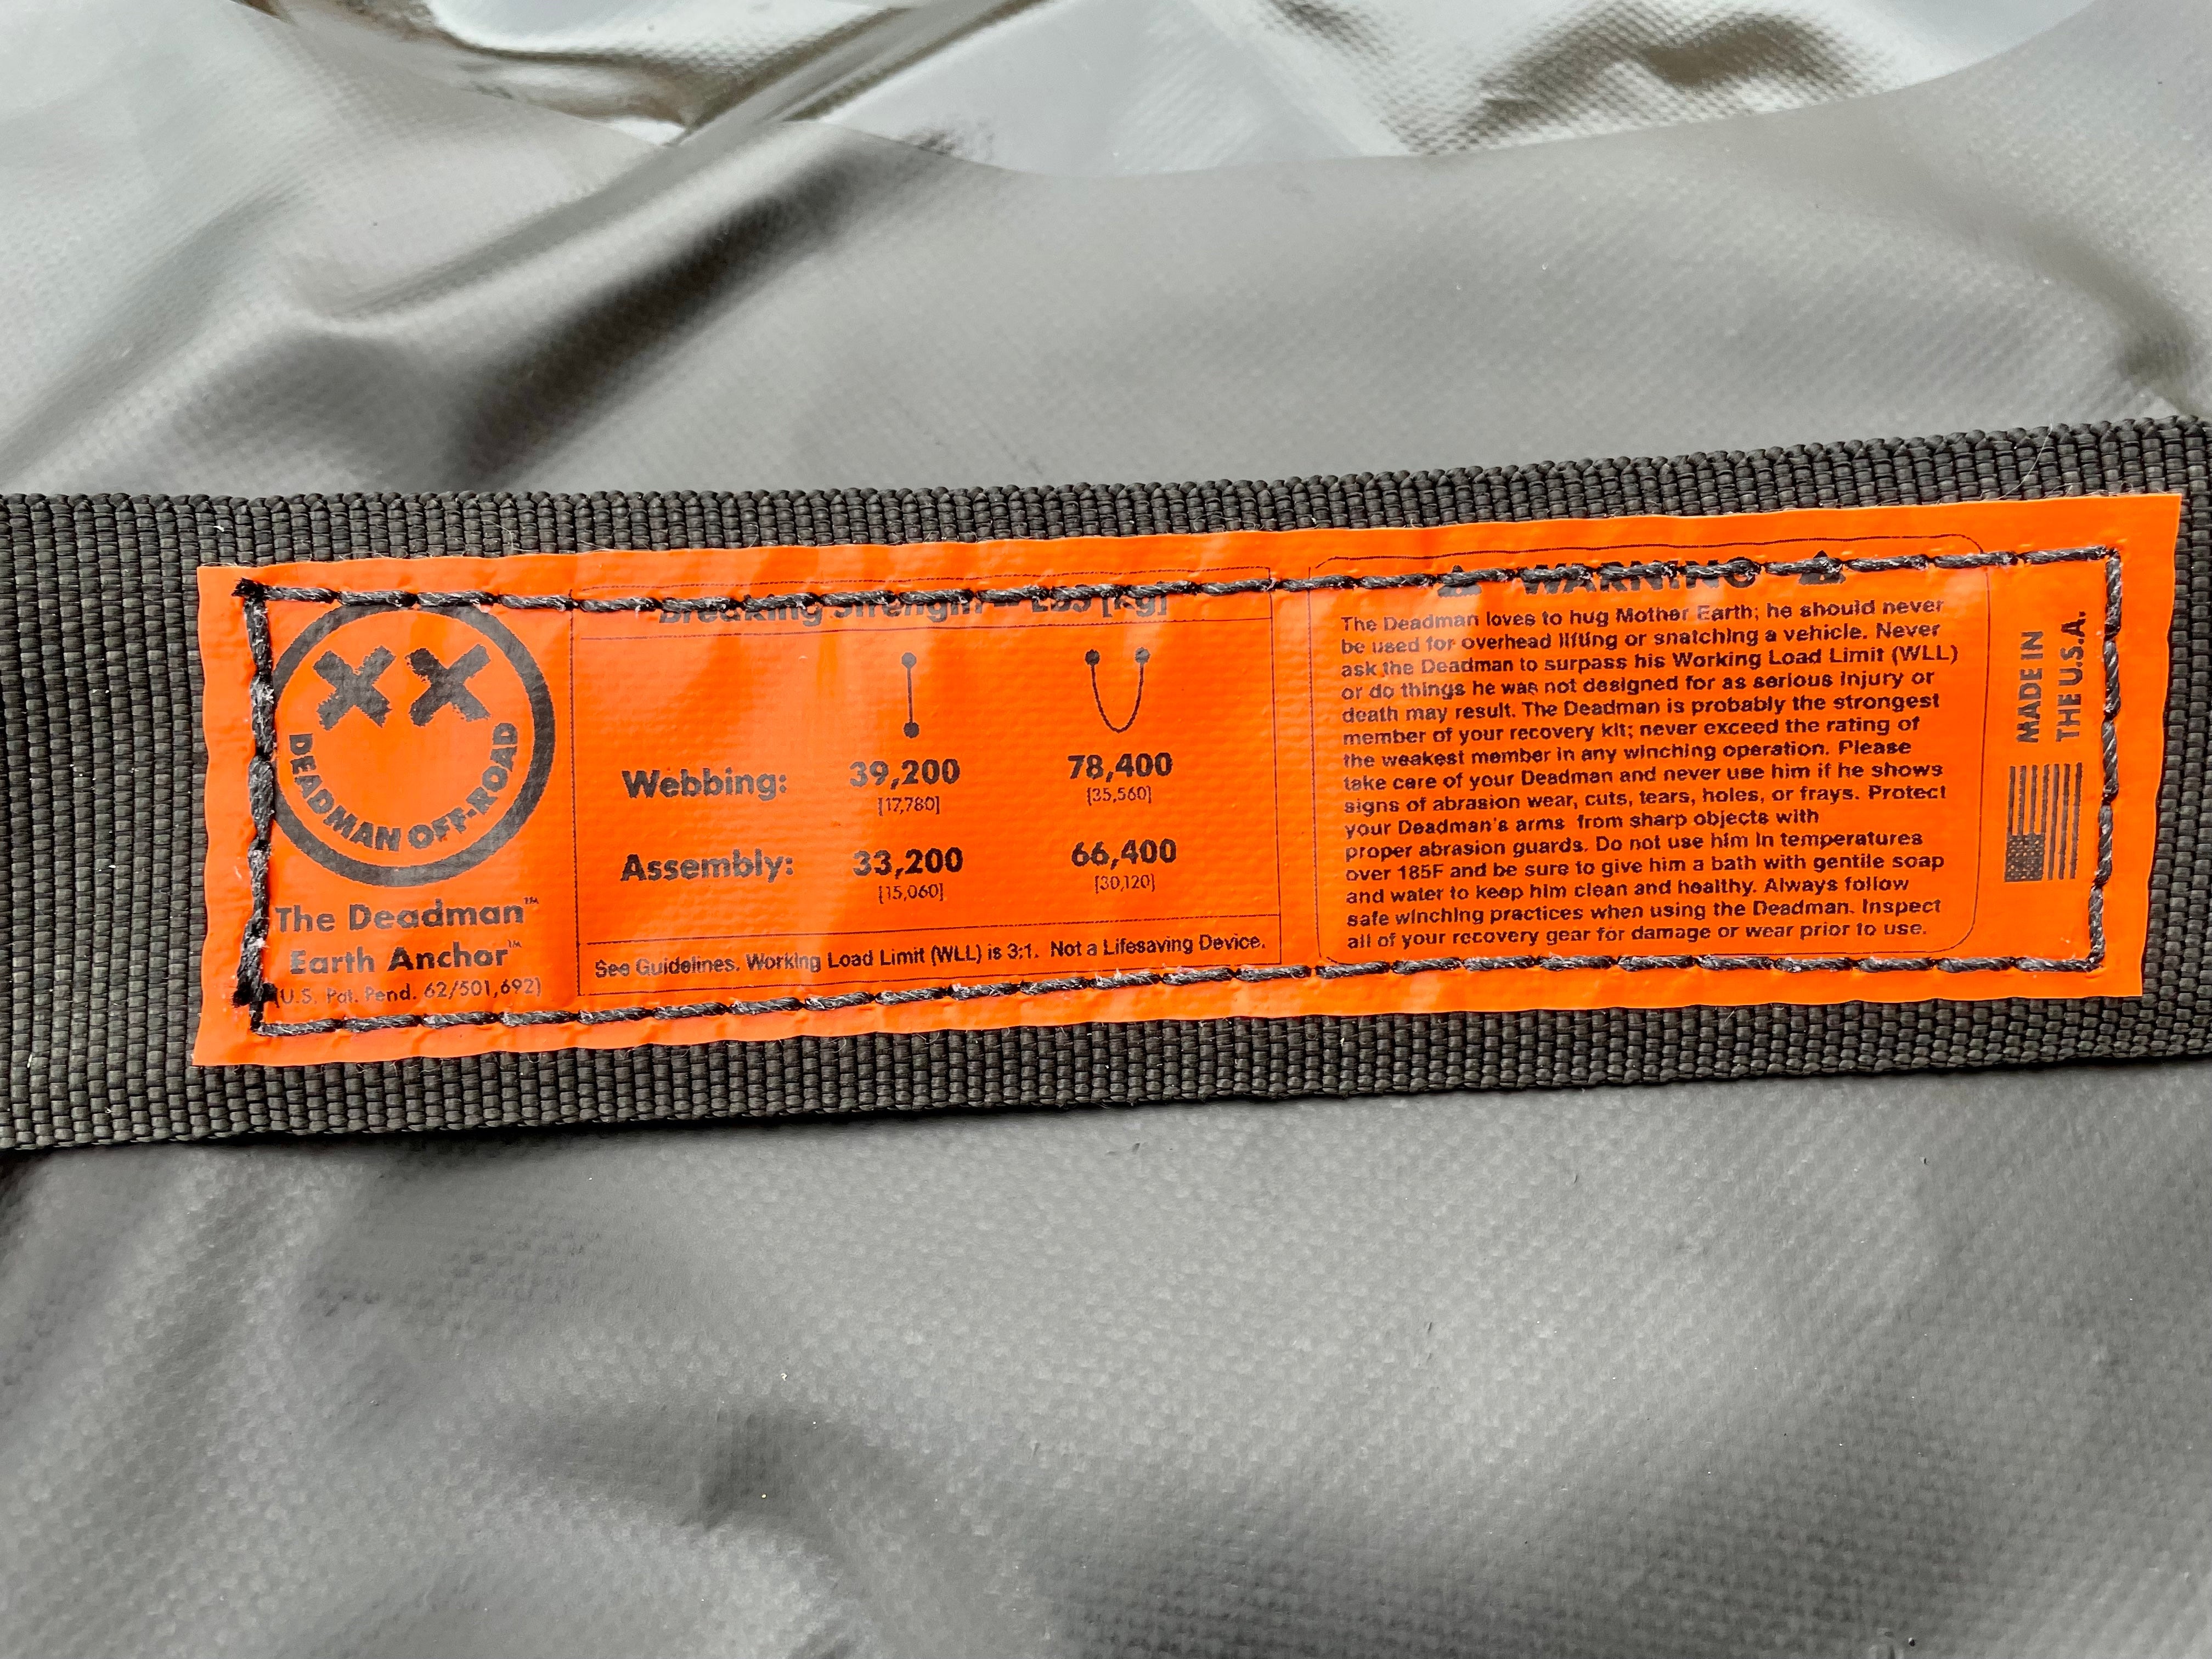 DEADMAN OFF-ROAD
The Deadman™
Earth Anchor™
(U.S. Pat. Pend. 62/501,692)
Breaking Strength — LBS [kg]
Webbing: 39,200 78,400
[17,780] [35,560]
Assembly: 33,200 66,400
[15,060] [30,120]
See Guidelines. Working Load Limit (WLL) is 3:1. Not a Lifesaving Device.
WARNING
The Deadman loves to hug Mother Earth; he should never
be used for overhead lifting or snatching a vehicle. Never
ask the Deadman to surpass his Working Load Limit (WLL)
or do things he was not designed for as serious injury or
death may result. The Deadman is probably the strongest
member of your recovery kit; never exceed the rating of
the weakest member in any winching operation. Please
take care of your Deadman and never use him if he shows
signs of abrasion wear, cuts, tears, holes, or frays. Protect
your Deadman's arms from sharp objects with
proper abrasion guards. Do not use him in temperatures
over 185F and be sure to give him a bath with gentile soap
and water to keep him clean and healthy. Always follow
safe winching practices when using the Deadman. Inspect
all of your recovery gear for damage or wear prior to use.
MADE IN
THE U.S.A.